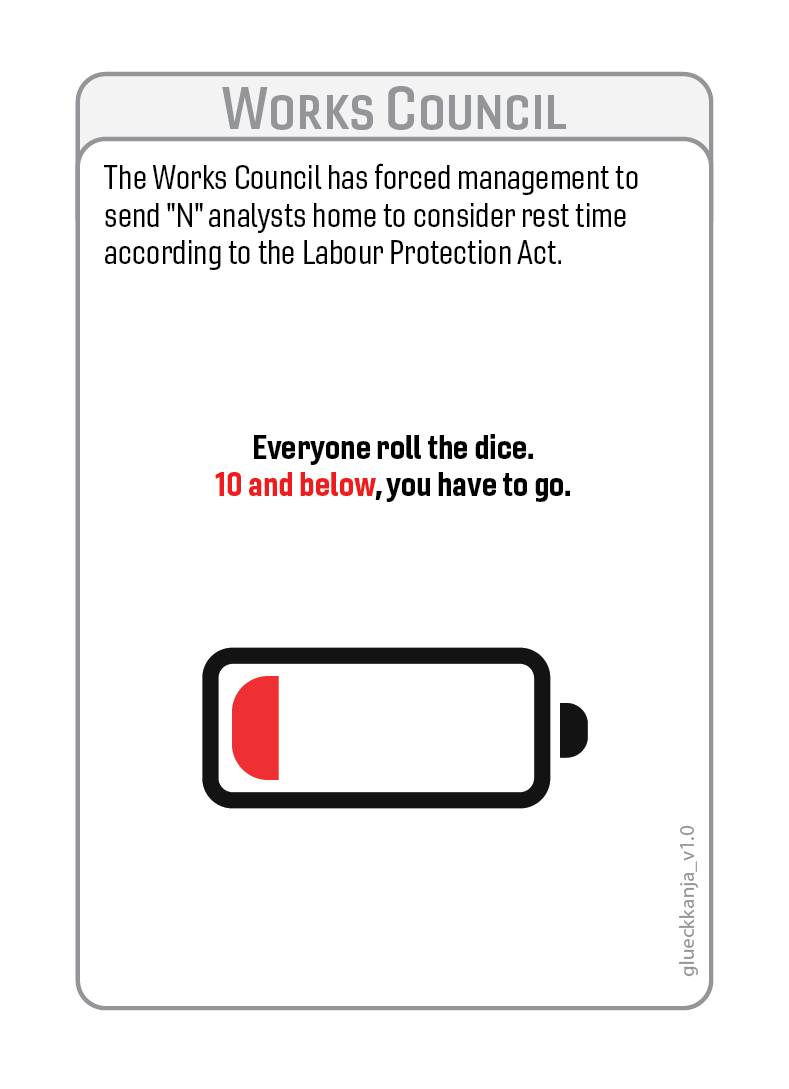 Works Council
The Works Council has forced management to
send "N" analysts home to consider rest time
according to the Labour Protection Act.
Everyone roll the dice.
10 and below, you have to go.
glueckkanja_v1.0